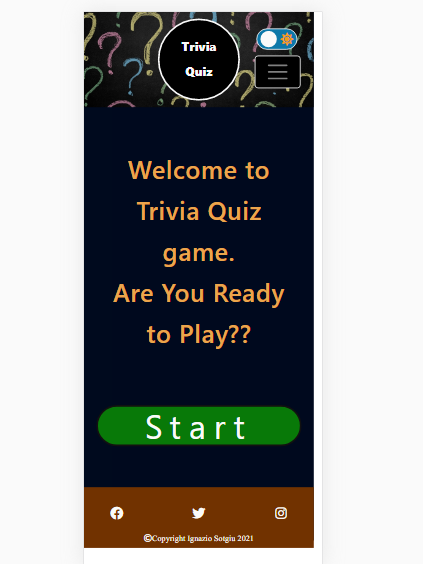 Trivia
Quiz
Welcome to
Trivia Quiz
game.
Are You Ready
to Play??
Start
©Copyright Ignazio Sotgiu 2021